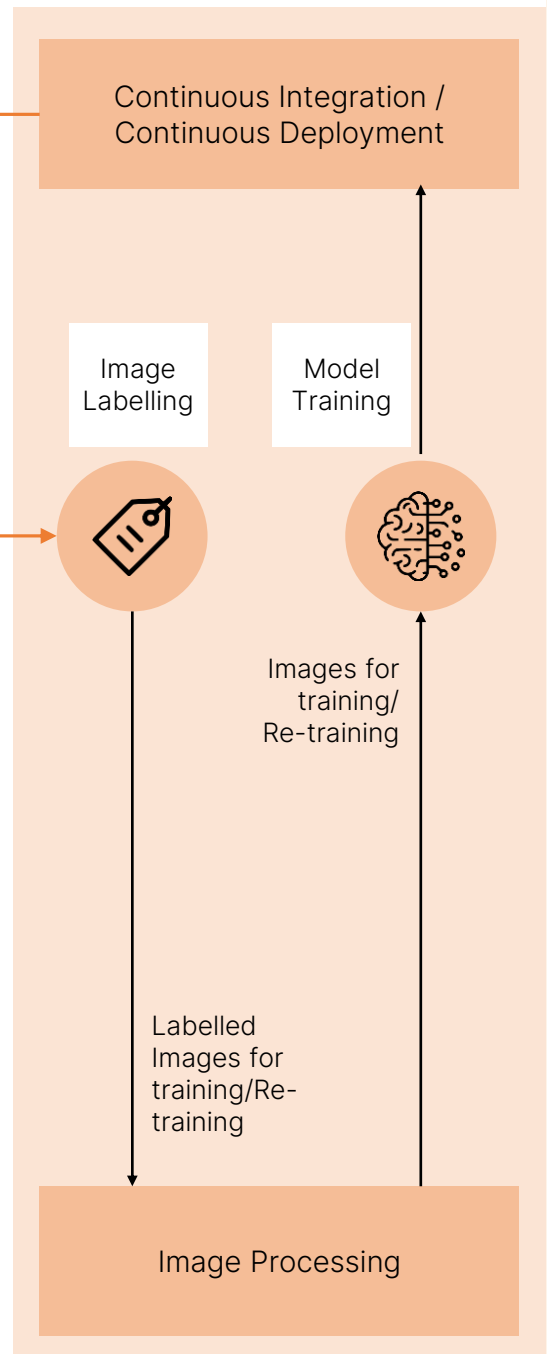 Continuous Integration /
Continuous Deployment
Image
Labelling
Model
Training
Images for
training/
Re-training
Labelled
Images for
training/Re-
training
Image Processing